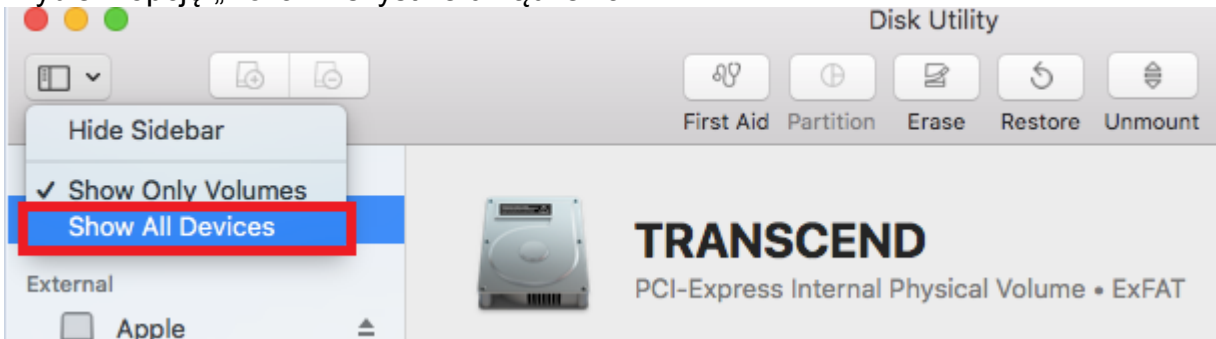 Disk Utility
First Aid
Partition
Erase
Restore
Unmount
Hide Sidebar
✓ Show Only Volumes
Show All Devices
External
Apple
TRANSCEND
PCI-Express Internal Physical Volume • ExFAT